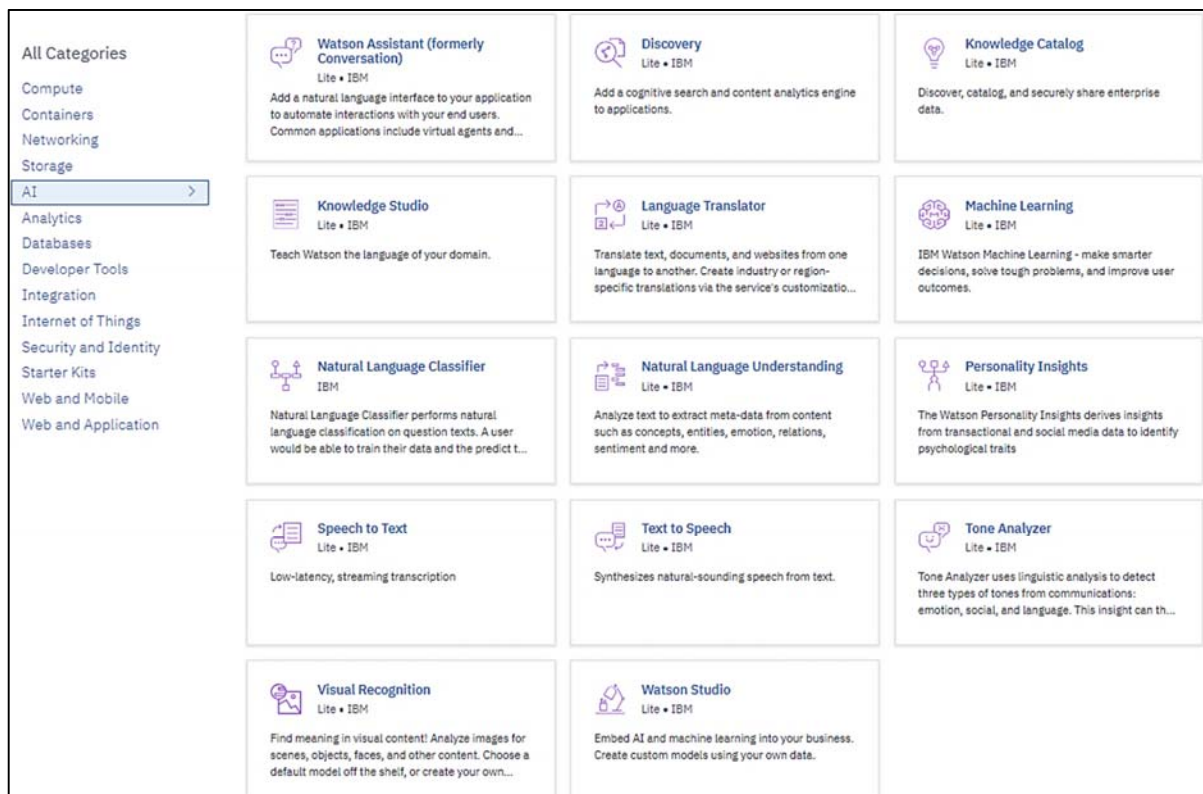 All Categories
Compute
Containers
Networking
Storage
AI >
Analytics
Databases
Developer Tools
Integration
Internet of Things
Security and Identity
Starter Kits
Web and Mobile
Web and Application
Watson Assistant (formerly
Conversation)
Lite • IBM
Add a natural language interface to your application
to automate interactions with your end users.
Common applications include virtual agents and...
Discovery
Lite • IBM
Add a cognitive search and content analytics engine
to applications.
Knowledge Catalog
Lite • IBM
Discover, catalog, and securely share enterprise
data.
Knowledge Studio
Lite • IBM
Teach Watson the language of your domain.
Language Translator
Lite • IBM
Translate text, documents, and websites from one
language to another. Create industry or region-
specific translations via the service's customizatio...
Machine Learning
Lite • IBM
IBM Watson Machine Learning - make smarter
decisions, solve tough problems, and improve user
outcomes.
Natural Language Classifier
IBM
Natural Language Classifier performs natural
language classification on question texts. A user
would be able to train their data and the predict t...
Natural Language Understanding
Lite • IBM
Analyze text to extract meta-data from content
such as concepts, entities, emotion, relations,
sentiment and more.
Personality Insights
Lite • IBM
The Watson Personality Insights derives insights
from transactional and social media data to identify
psychological traits
Speech to Text
Lite • IBM
Low-latency, streaming transcription
Text to Speech
Lite • IBM
Synthesizes natural-sounding speech from text.
Tone Analyzer
Lite • IBM
Tone Analyzer uses linguistic analysis to detect
three types of tones from communications:
emotion, social, and language. This insight can th...
Visual Recognition
Lite • IBM
Find meaning in visual content! Analyze images for
scenes, objects, faces, and other content. Choose a
default model off the shelf, or create your own...
Watson Studio
Lite • IBM
Embed AI and machine learning into your business.
Create custom models using your own data.